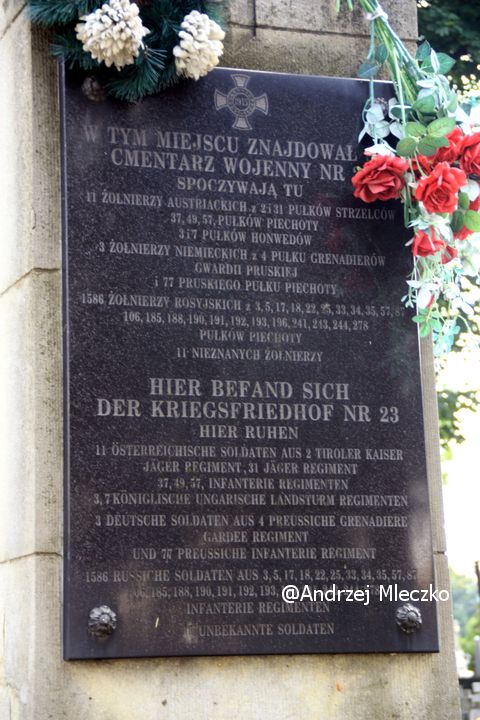 W TYM MIEJSCU ZNAJDOWAŁ
CMENTARZ WOJENNY NR
SPOCZYWAJĄ TU
11 ŻOŁNIERZY AUSTRIACKICH z 2 i 31 PUŁKÓW STRZELCÓW
37, 49, 57, PUŁKÓW PIECHOTY
3 i 7 PUŁKÓW HONWEDÓW
3 ŻOŁNIERZY NIEMIECKICH z 4 PUŁKU GRENADIERÓW
GWARDII PRUSKIEJ
i 77 PRUSKIEGO PUŁKU PIECHOTY
1586 ŻOŁNIERZY ROSYJSKICH z 3, 5, 17, 18, 22, 25, 33, 34, 35, 57, 87
106, 185, 188, 190, 191, 192, 193, 196, 241, 243, 244, 278
PUŁKÓW PIECHOTY
11 NIEZNANYCH ŻOŁNIERZY
HIER BEFAND SICH
DER KRIEGSFRIEDHOF NR 23
HIER RUHEN
11 ÖSTERREICHISCHE SOLDATEN AUS 2 TIROLER KAISER
JÄGER REGIMENT, 31 JÄGER REGIMENT
37, 49, 57, INFANTERIE REGIMENTEN
3, 7 KÖNIGLISCHE UNGARISCHE LANDSTURM REGIMENTEN
3 DEUTSCHE SOLDATEN AUS 4 PREUSSICHE GRENADIERE
GARDEE REGIMENT
UND 77 PREUSSICHE INFANTERIE REGIMENT
1586 RUSSICHE SOLDATEN AUS 3, 5, 17, 18, 22, 25, 33, 34, 35, 57, 87
106, 185, 188, 190, 191, 192, 193,
@Andrzej Mleczko
INFANTERIE REGIMENTEN
UNBEKANNTE SOLDATEN